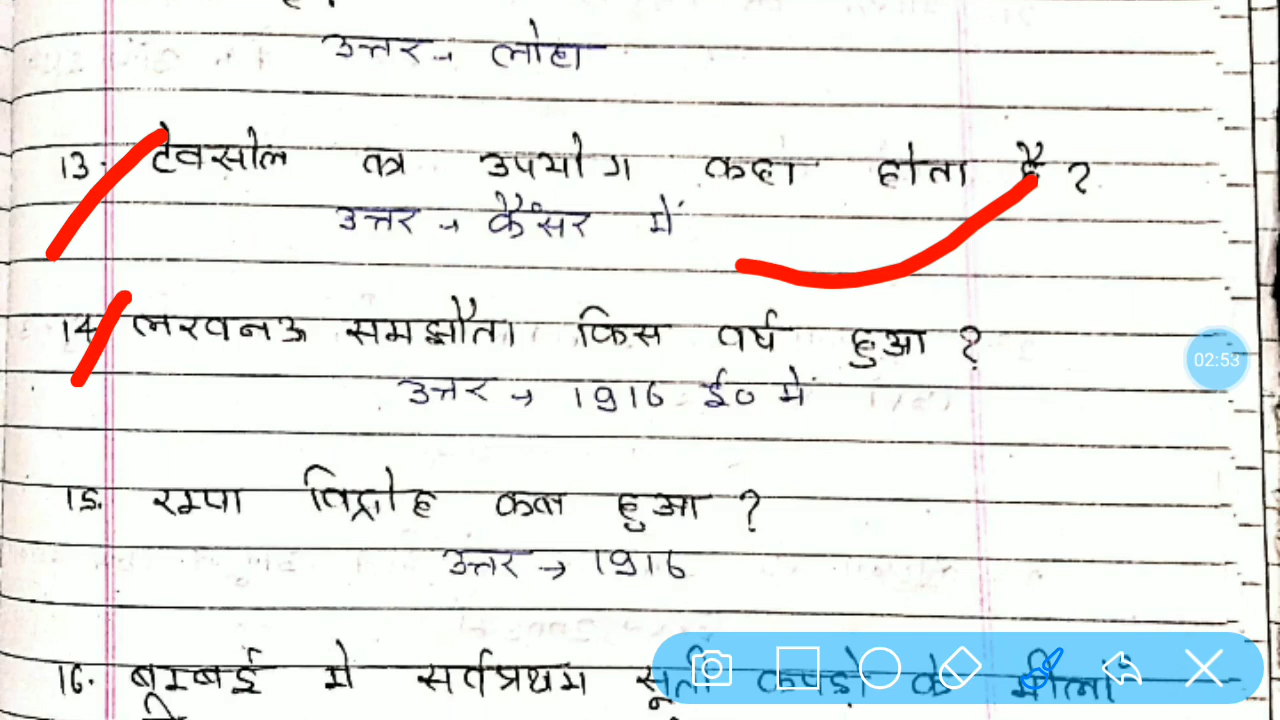 उत्तर → लोहा
13. टेक्सोल का उपयोग कहा होता है ?
उत्तर → कैंसर में
14. लखनऊ समझौता किस वर्ष हुआ ?
उत्तर → 1916 ई० में
02:53
15. रम्पा विद्रोह कब हुआ ?
उत्तर → 1916
16. बम्बई मे सर्वप्रथम सूती कपड़ो के मीलों